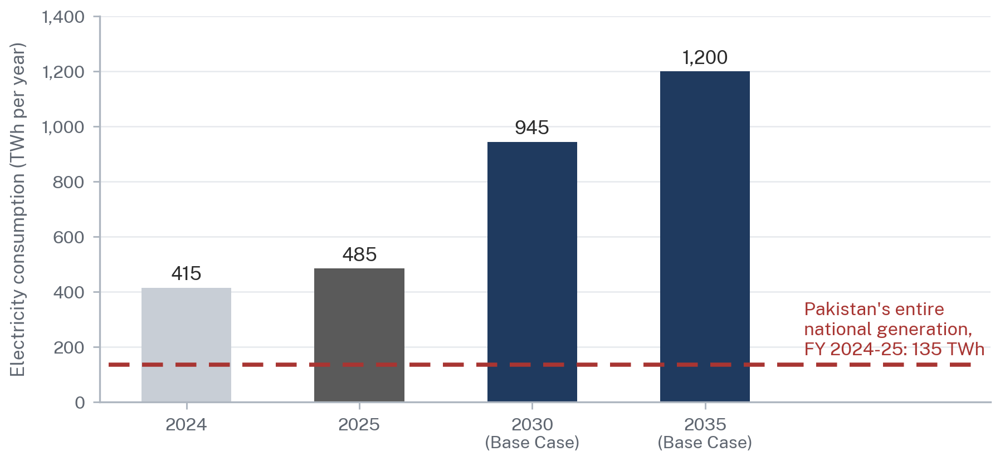 Electricity consumption (TWh per year)
1,400
1,200
1,000
800
600
400
200
0
415
485
945
1,200
Pakistan's entire
national generation,
FY 2024-25: 135 TWh
2024
2025
2030
(Base Case)
2035
(Base Case)